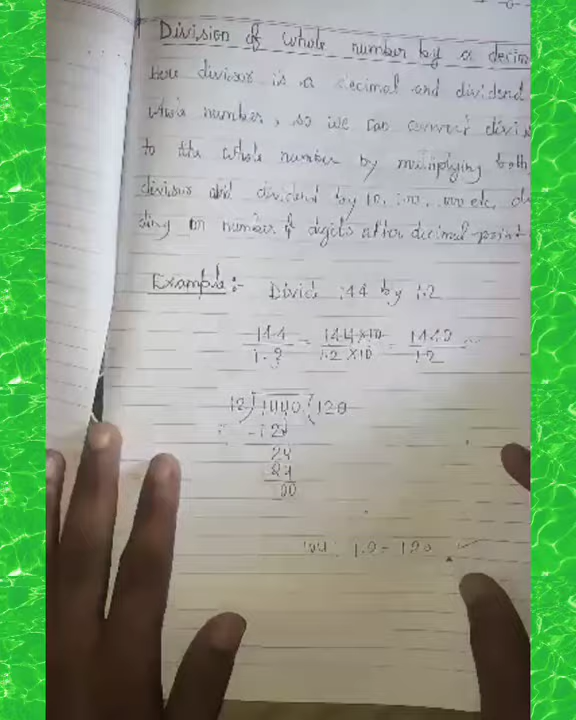 Division of whole number by a decim
Here divisor is a decimal and dividend
whole number, so we can convert divis
to the whole number by multiplying both
divisor and dividend by 10, 100, 1000 etc, de
ding on number of digits after decimal point
Example :- Divide 144 by 1.2
144/1.2 = 144×10/1.2×10 = 1440/12
12)1440(120
-12
24
24
00
144 ÷ 1.2 = 120